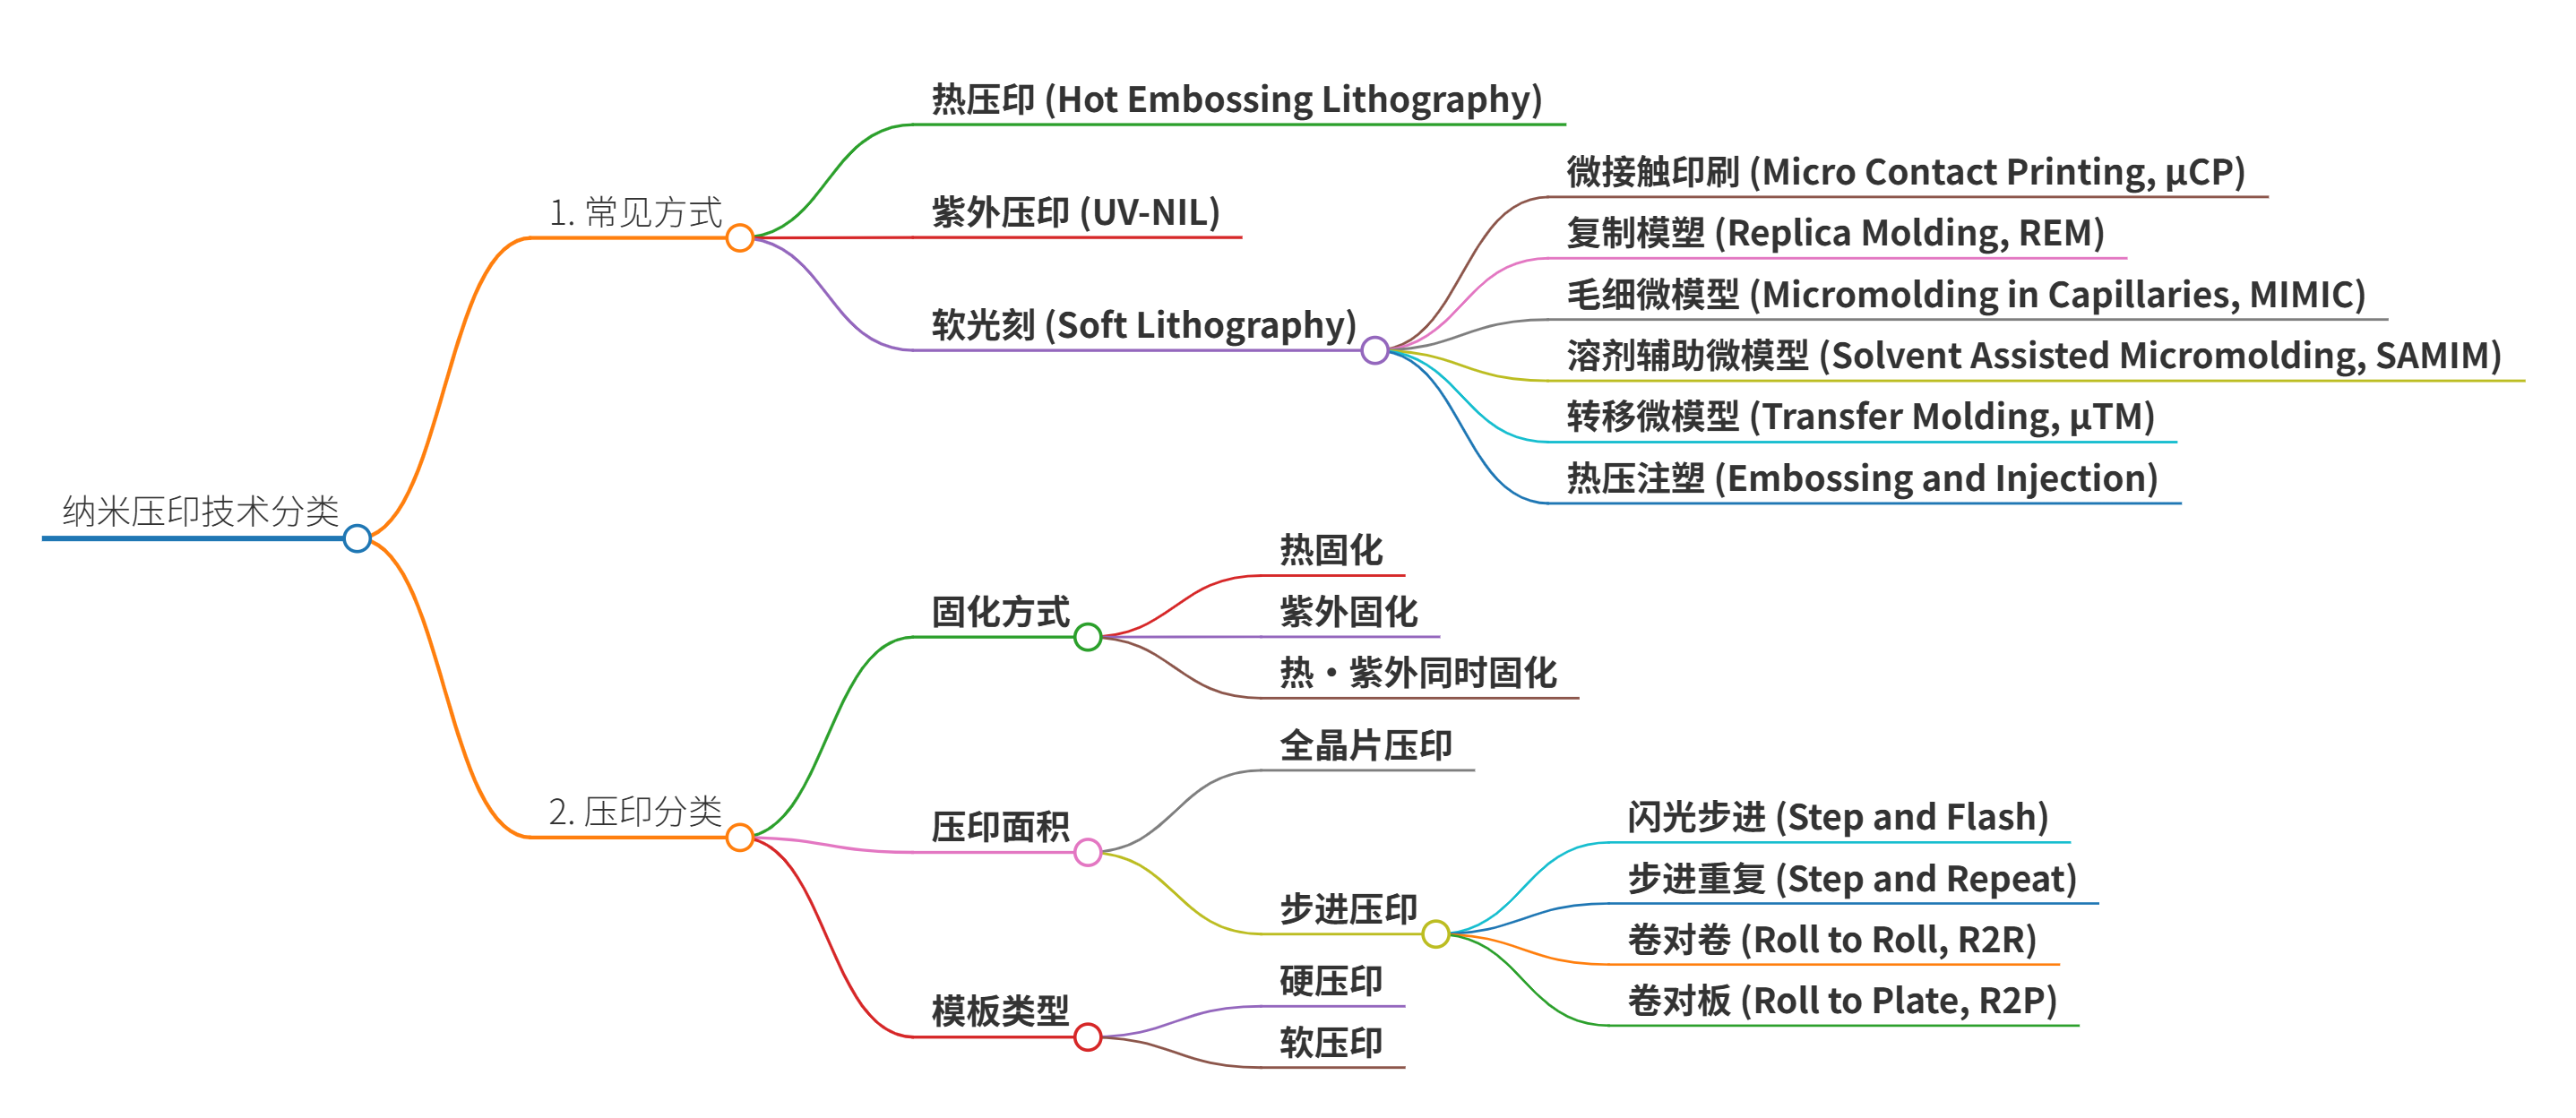 纳米压印技术分类
1. 常见方式
热压印 (Hot Embossing Lithography)
紫外压印 (UV-NIL)
软光刻 (Soft Lithography)
微接触印刷 (Micro Contact Printing, μCP)
复制模塑 (Replica Molding, REM)
毛细微模型 (Micromolding in Capillaries, MIMIC)
溶剂辅助微模型 (Solvent Assisted Micromolding, SAMIM)
转移微模型 (Transfer Molding, μTM)
热压注塑 (Embossing and Injection)
2. 压印分类
固化方式
热固化
紫外固化
热・紫外同时固化
压印面积
全晶片压印
步进压印
闪光步进 (Step and Flash)
步进重复 (Step and Repeat)
卷对卷 (Roll to Roll, R2R)
卷对板 (Roll to Plate, R2P)
模板类型
硬压印
软压印